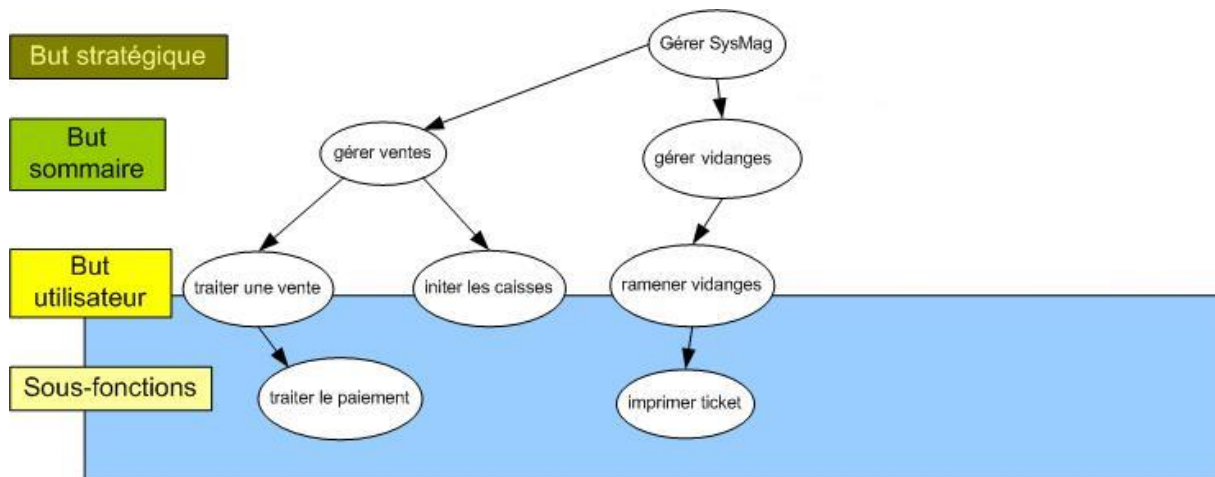 But stratégique
Gérer SysMag
But
sommaire
gérer ventes
gérer vidanges
But
utilisateur
traiter une vente
initer les caisses
ramener vidanges
Sous-fonctions
traiter le paiement
imprimer ticket